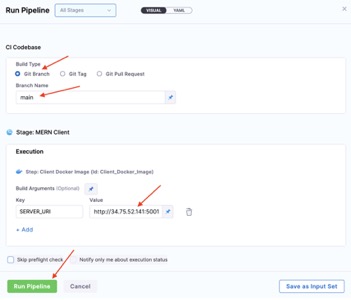 Run Pipeline All Stages VISUAL YAML
CI Codebase
Build Type
Git Branch Git Tag Git Pull Request
Branch Name
main
Stage: MERN Client
Execution
Step: Client Docker Image (Id: Client_Docker_Image)
Build Arguments (Optional)
Key Value
SERVER_URI http://34.75.52.141:5001
+ Add
Skip preflight check Notify only me about execution status
Run Pipeline Cancel Save as Input Set